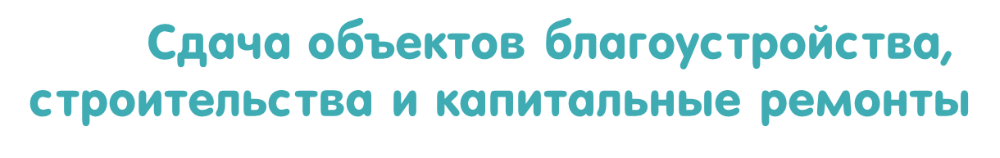 Сдача объектов благоустройства,
строительства и капитальные ремонты